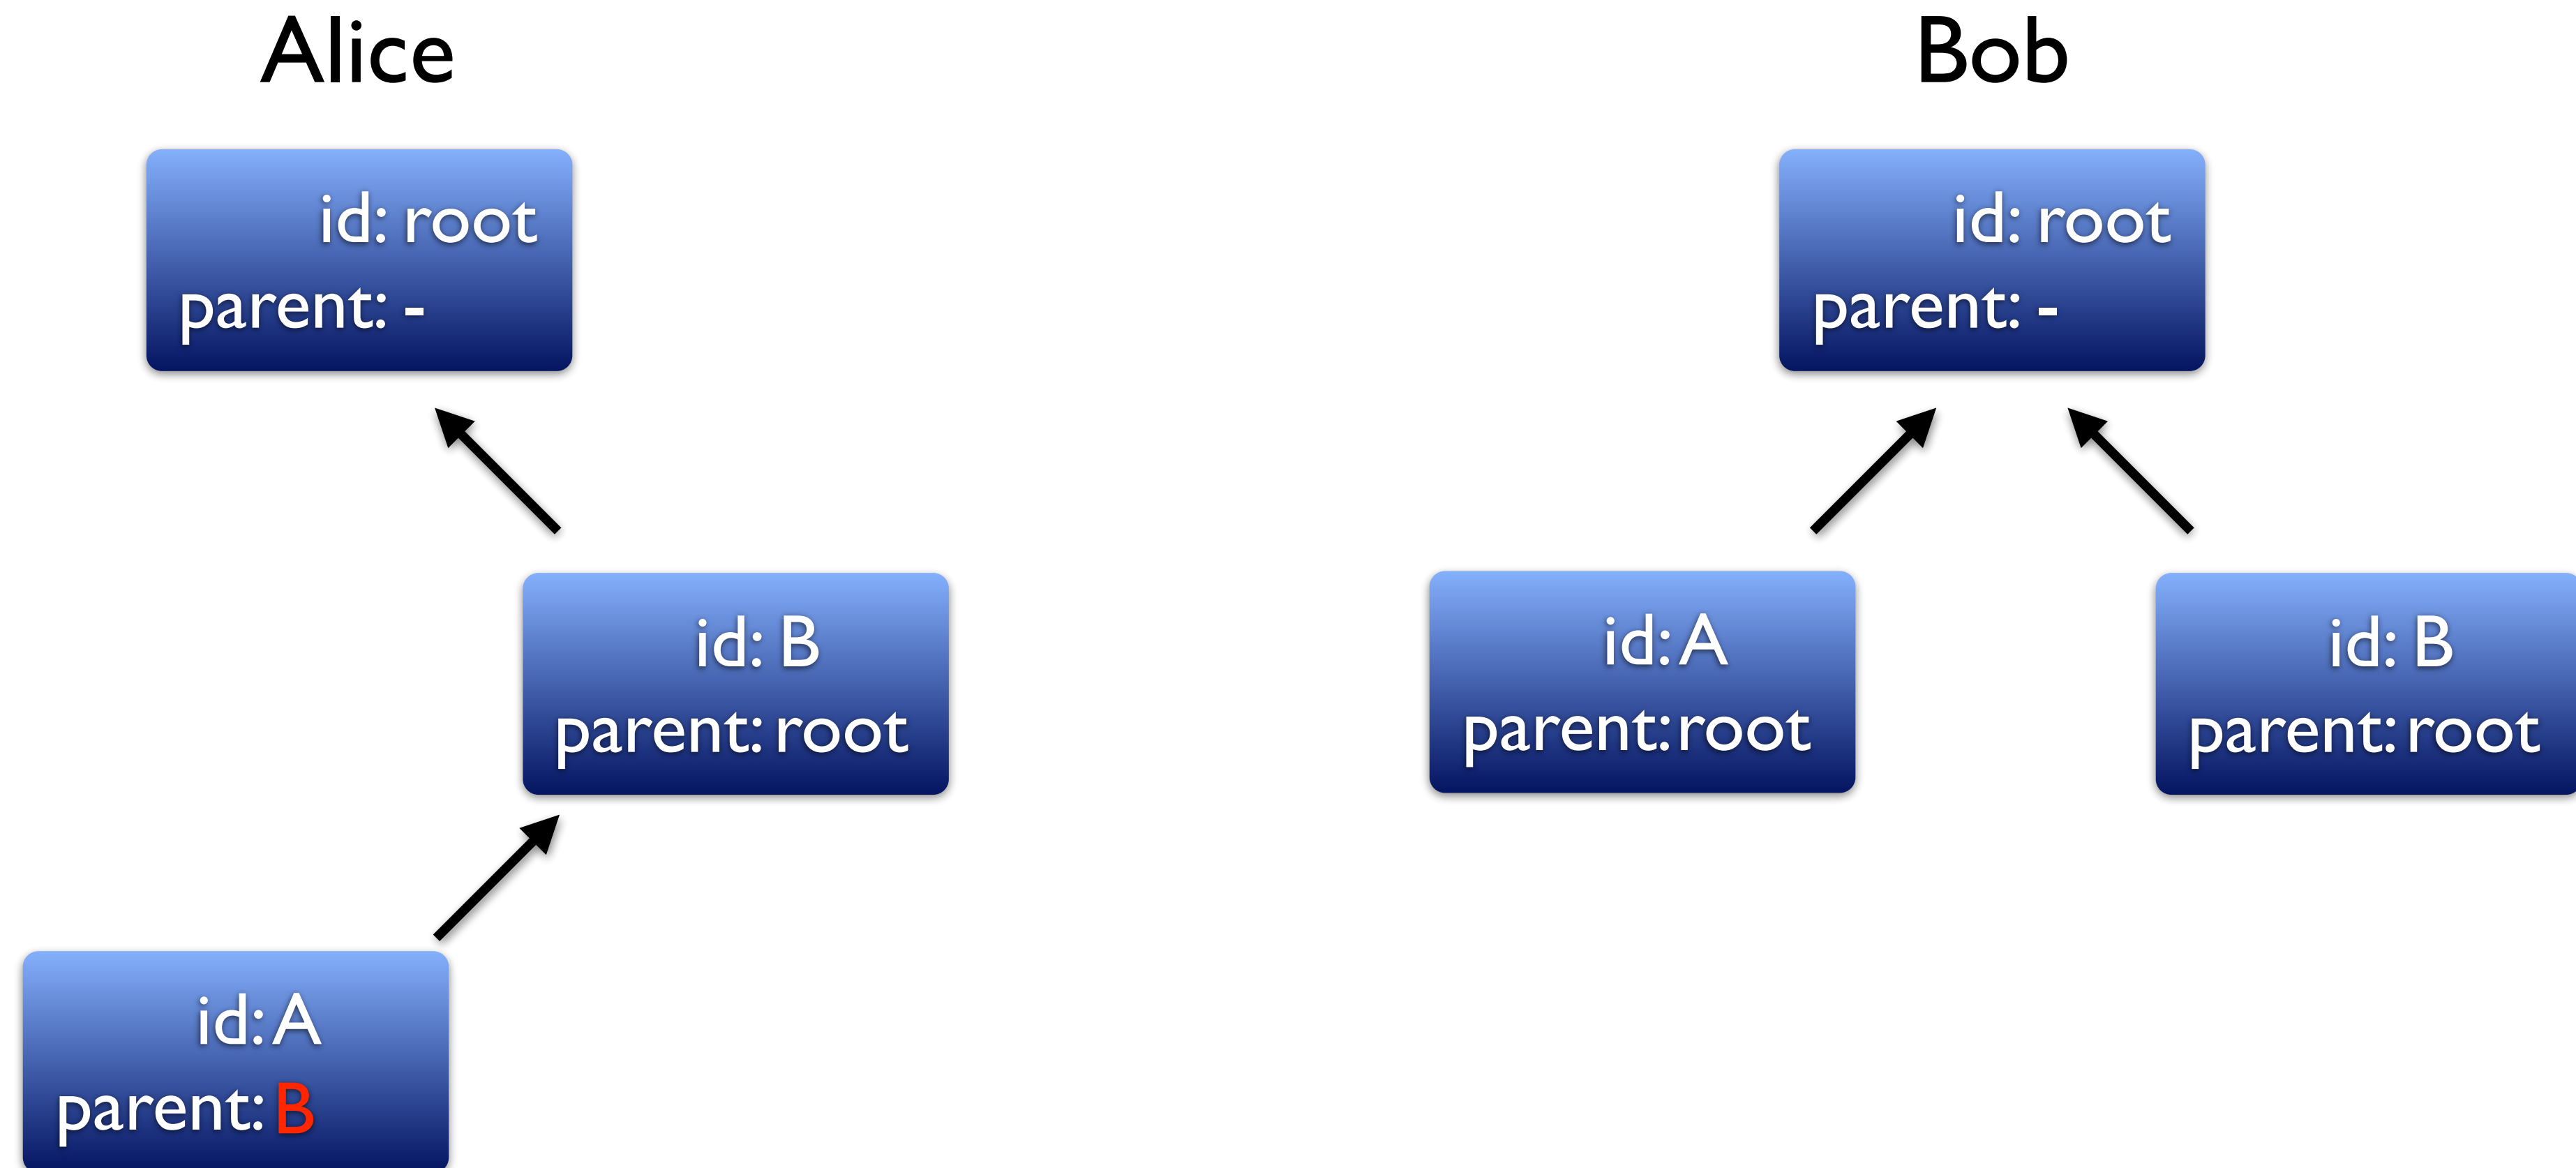 Alice
id: root
parent: -
id: B
parent: root
id: A
parent: B
Bob
id: root
parent: -
id: A
parent: root
id: B
parent: root